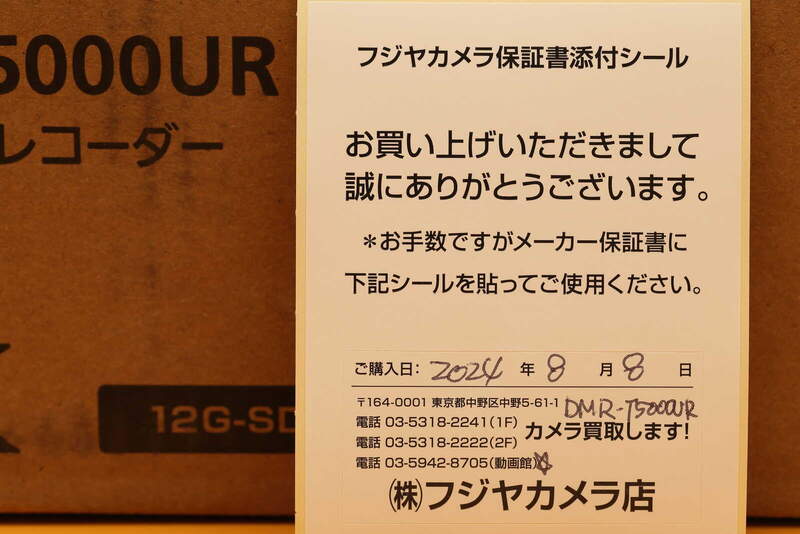 5000UR
レコーダー
12G-SD
フジヤカメラ保証書添付シール
お買い上げいただきまして
誠にありがとうございます。
＊お手数ですがメーカー保証書に
下記シールを貼ってご使用ください。
ご購入日: 2024 年 8 月 8 日
〒164-0001 東京都中野区中野5-61-1
DMR-T5000UR
電話 03-5318-2241(1F)
電話 03-5318-2222(2F)
カメラ買取します!
電話 03-5942-8705(動画館)
㈱フジヤカメラ店